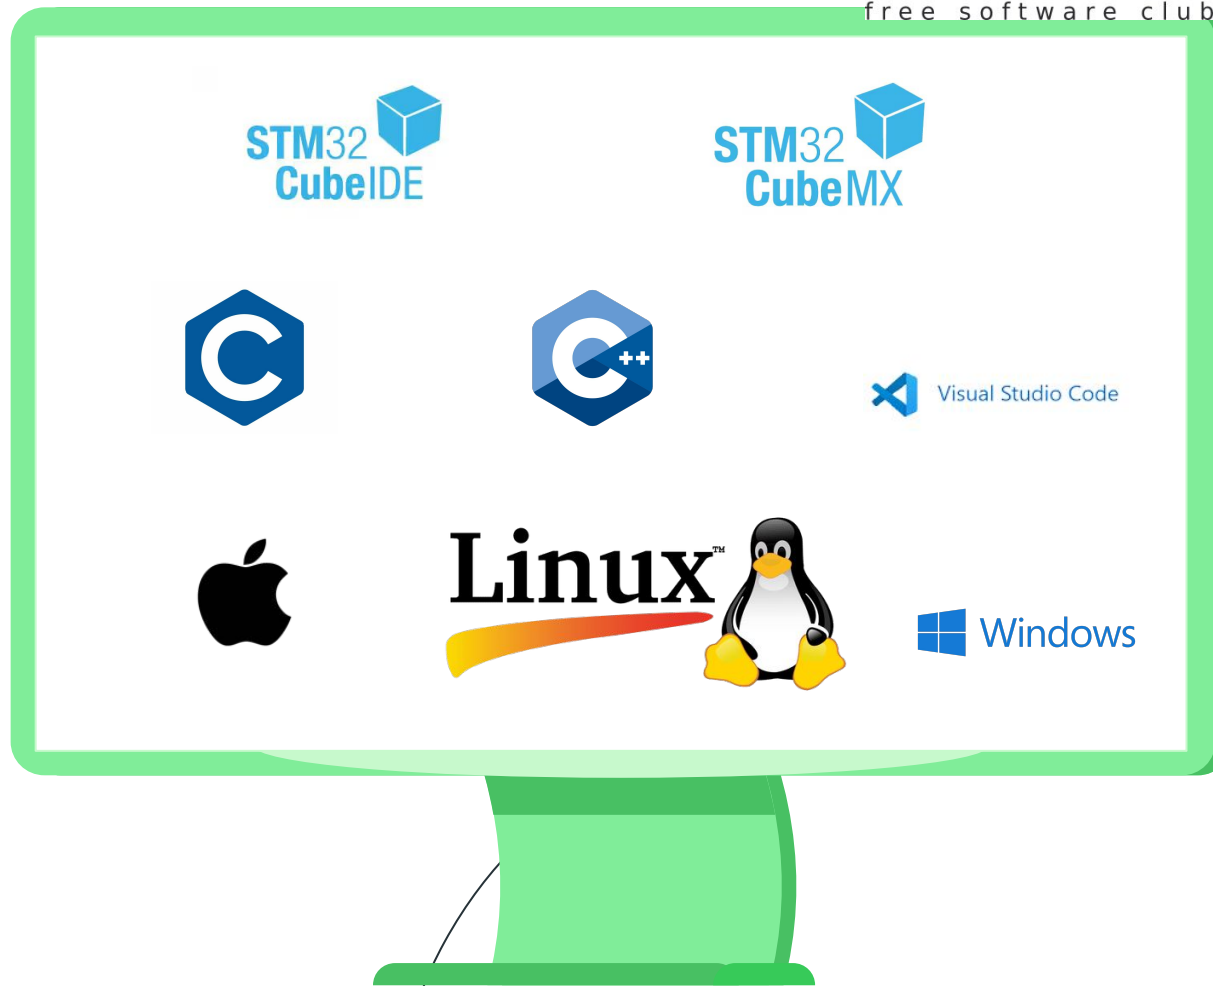 free software club
STM32
CubeIDE
STM32
CubeMX
C
C++
Visual Studio Code
Linux™
Windows